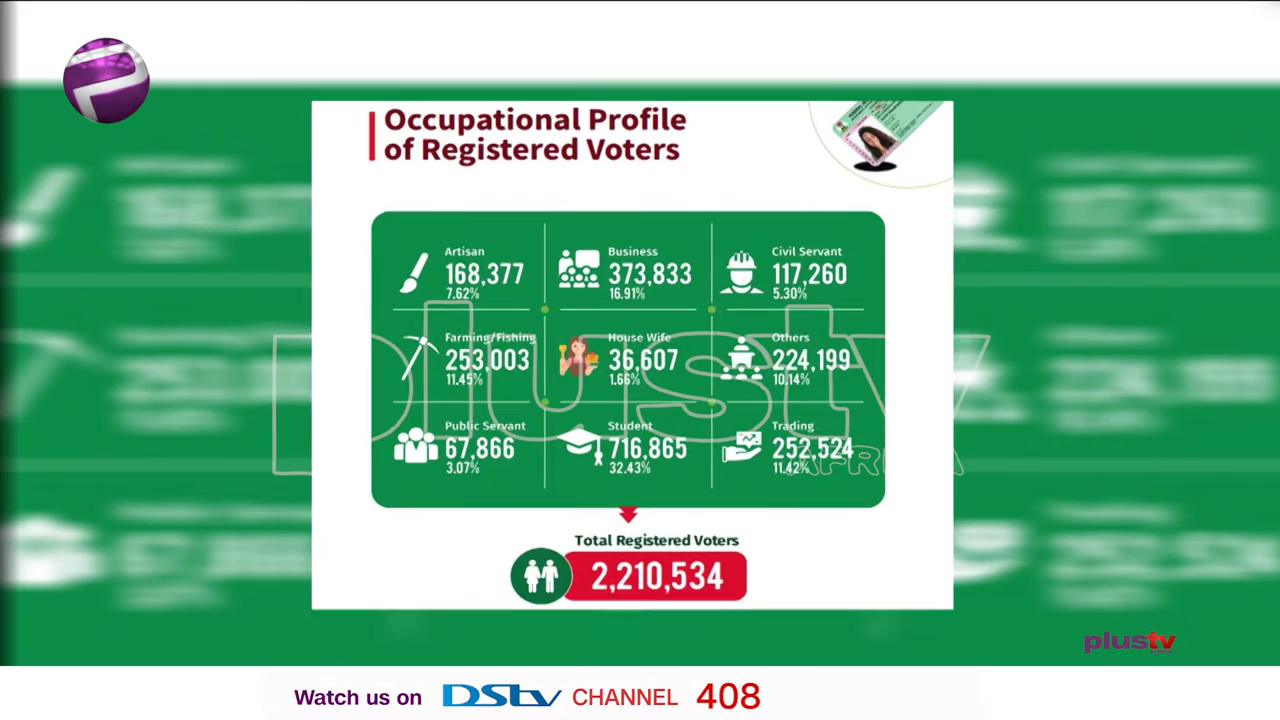 Occupational Profile
of Registered Voters
Artisan
168,377
7.62%
Business
373,833
16.91%
Civil Servant
117,260
5.30%
Farming/Fishing
253,003
11.45%
House Wife
36,607
1.66%
Others
224,199
10.14%
Public Servant
67,866
3.07%
Student
716,865
32.43%
Trading
252,524
11.42%
plustv
AFRICA
Total Registered Voters
2,210,534
plustv
Watch us on DStv CHANNEL 408